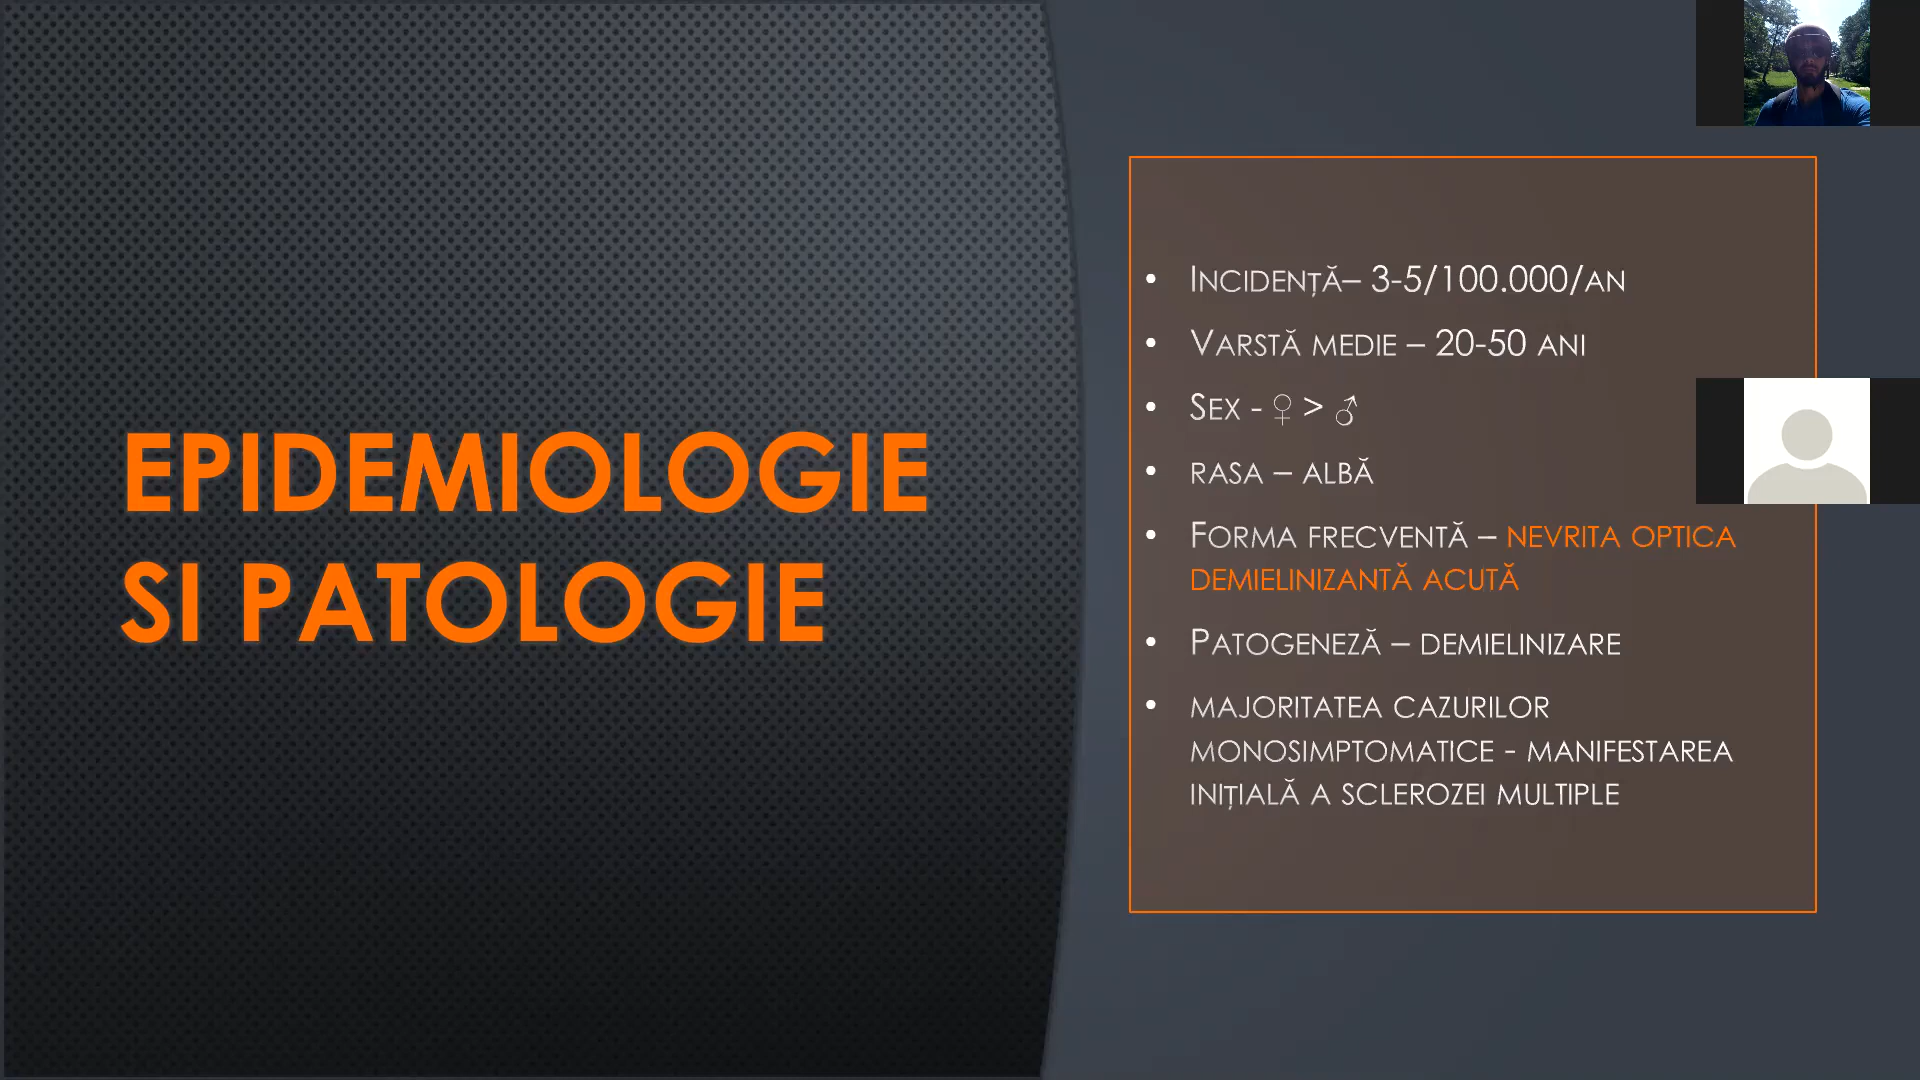 EPIDEMIOLOGIE
SI PATOLOGIE
• INCIDENȚĂ– 3-5/100.000/AN
• VARSTĂ MEDIE – 20-50 ANI
• SEX - ♀ > ♂
• RASA – ALBĂ
• FORMA FRECVENTĂ – NEVRITA OPTICA
DEMIELINIZANTĂ ACUTĂ
• PATOGENEZĂ – DEMIELINIZARE
• MAJORITATEA CAZURILOR
MONOSIMPTOMATICE - MANIFESTAREA
INIȚIALĂ A SCLEROZEI MULTIPLE